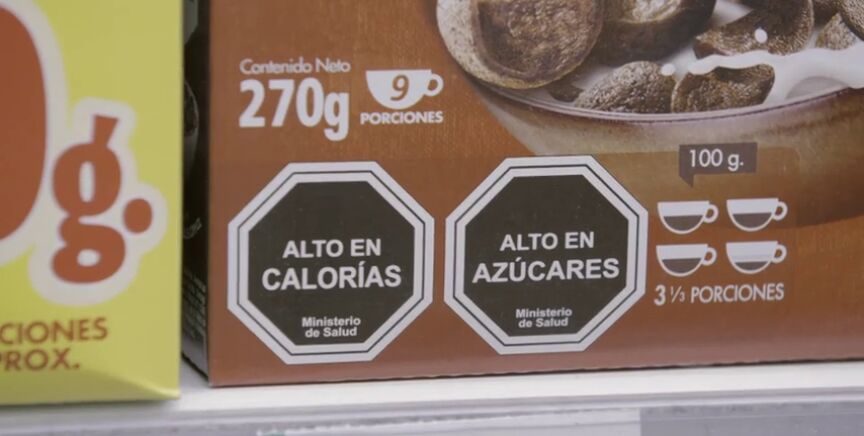 g.
CIONES
PROX.
Contenido Neto
270g
9
PORCIONES
100 g.
3 1/3 PORCIONES
ALTO EN
CALORÍAS
Ministerio
de Salud
ALTO EN
AZÚCARES
Ministerio
de Salud